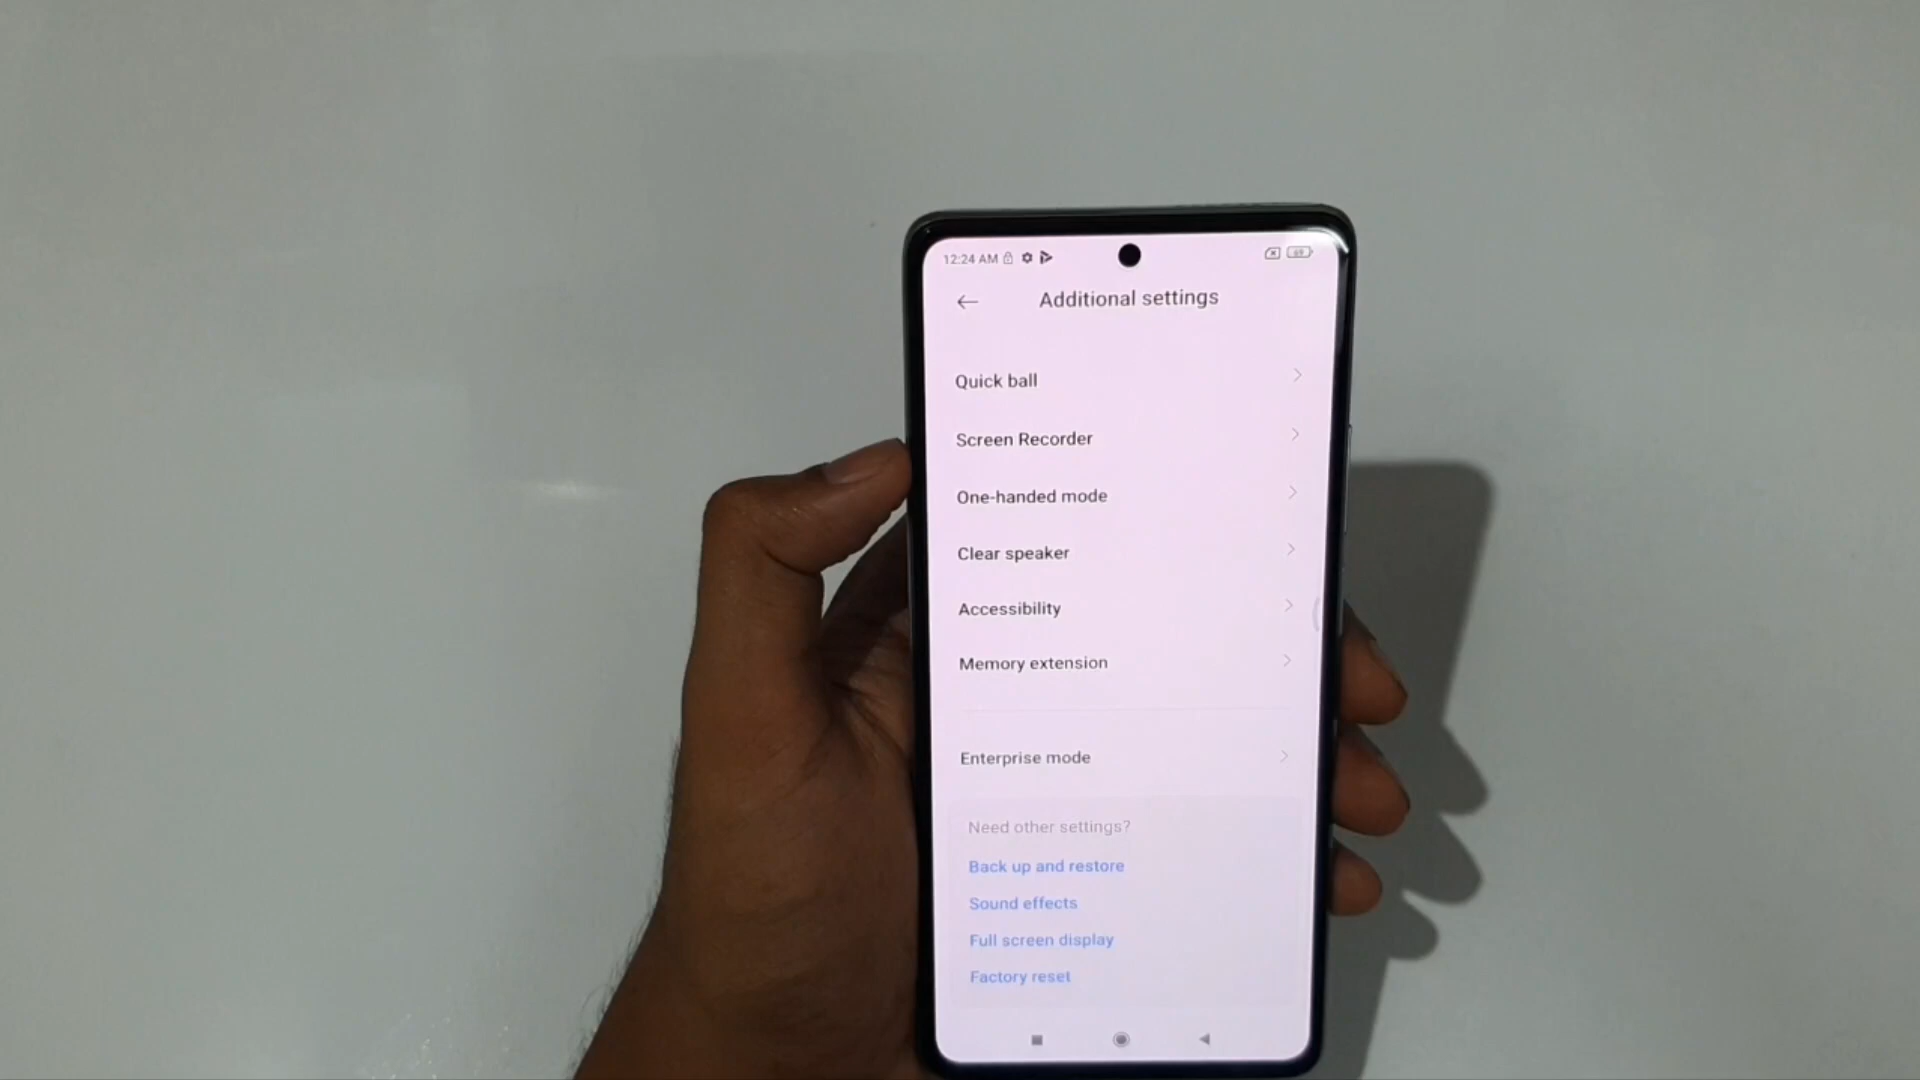 12:24 AM
69
Additional settings
Quick ball
Screen Recorder
One-handed mode
Clear speaker
Accessibility
Memory extension
Enterprise mode
Need other settings?
Back up and restore
Sound effects
Full screen display
Factory reset